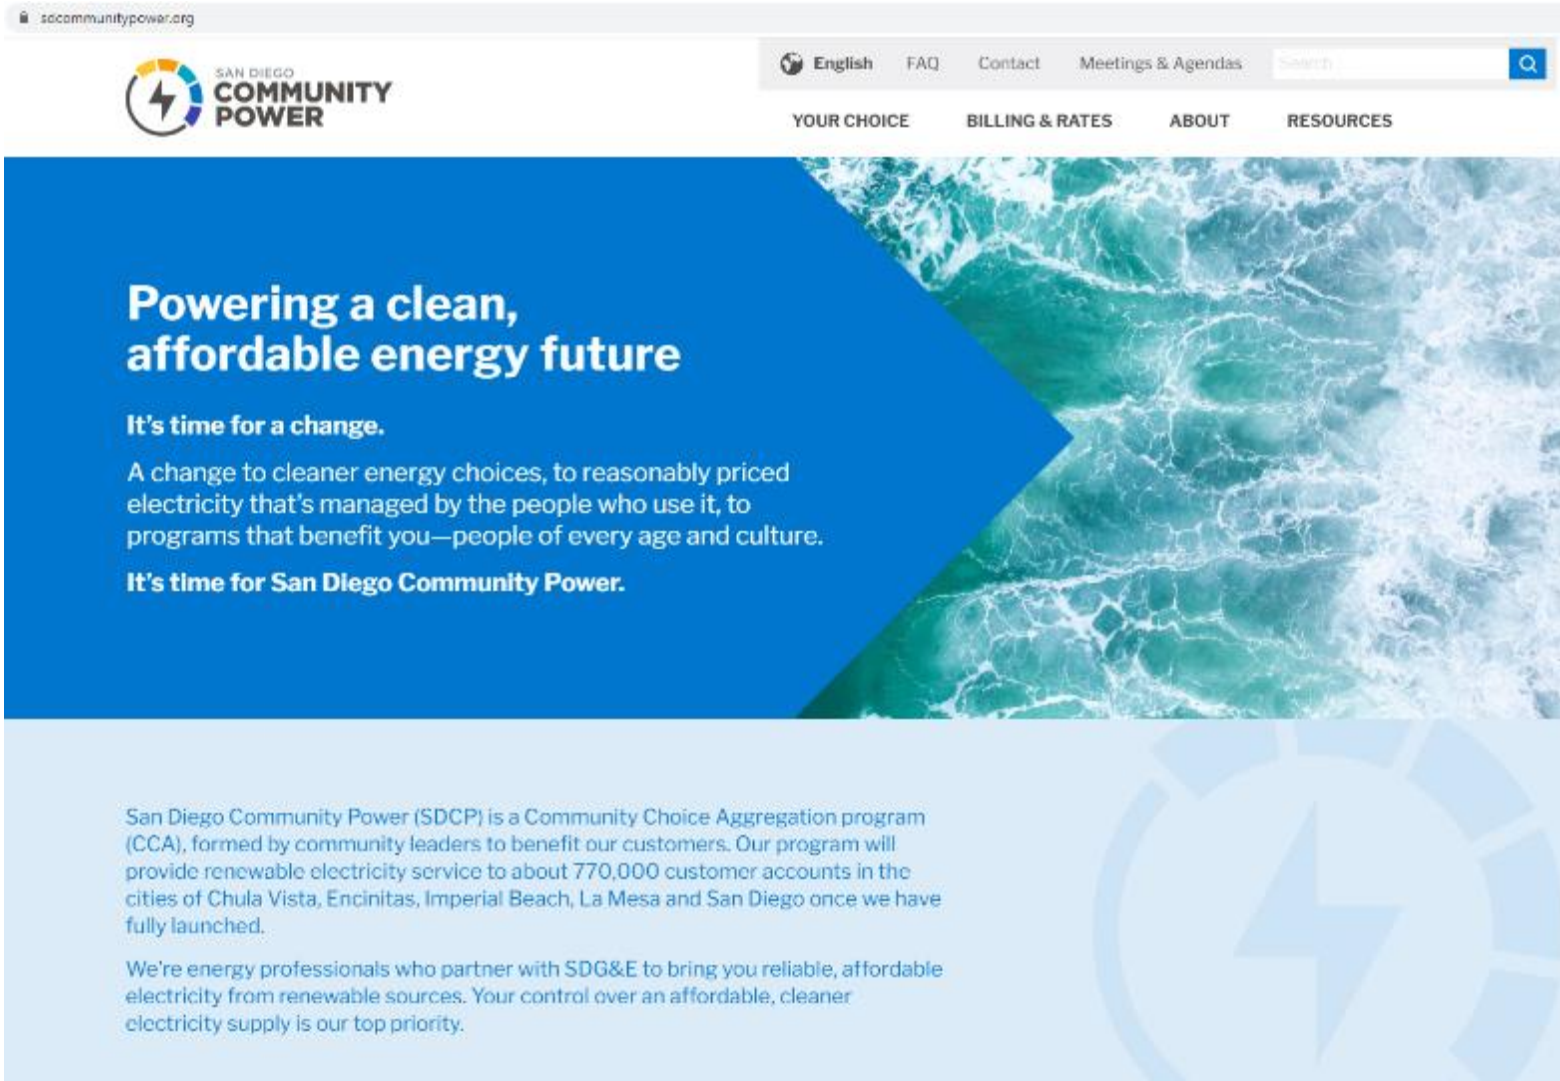 sdcommunitypower.org
SAN DIEGO
COMMUNITY
POWER
English FAQ Contact Meetings & Agendas Search
YOUR CHOICE BILLING & RATES ABOUT RESOURCES
Powering a clean,
affordable energy future
It's time for a change.
A change to cleaner energy choices, to reasonably priced
electricity that's managed by the people who use it, to
programs that benefit you—people of every age and culture.
It's time for San Diego Community Power.
San Diego Community Power (SDCP) is a Community Choice Aggregation program
(CCA), formed by community leaders to benefit our customers. Our program will
provide renewable electricity service to about 770,000 customer accounts in the
cities of Chula Vista, Encinitas, Imperial Beach, La Mesa and San Diego once we have
fully launched.
We're energy professionals who partner with SDG&E to bring you reliable, affordable
electricity from renewable sources. Your control over an affordable, cleaner
electricity supply is our top priority.